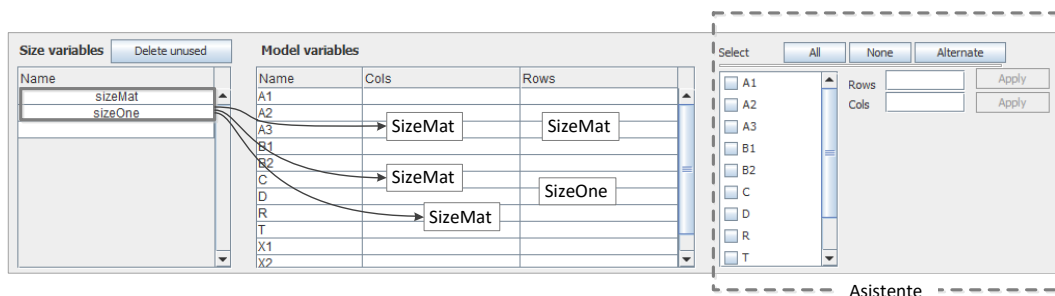 Size variables Delete unused Model variables Select All None Alternate
Name Name Cols Rows
sizeMat
sizeOne
A1
A2
A3
B1
B2
C
D
R
T
X1
X2
SizeMat SizeMat
SizeMat
SizeOne
SizeMat
A1
A2
A3
B1
B2
C
D
R
T
Rows Apply
Cols Apply
Asistente